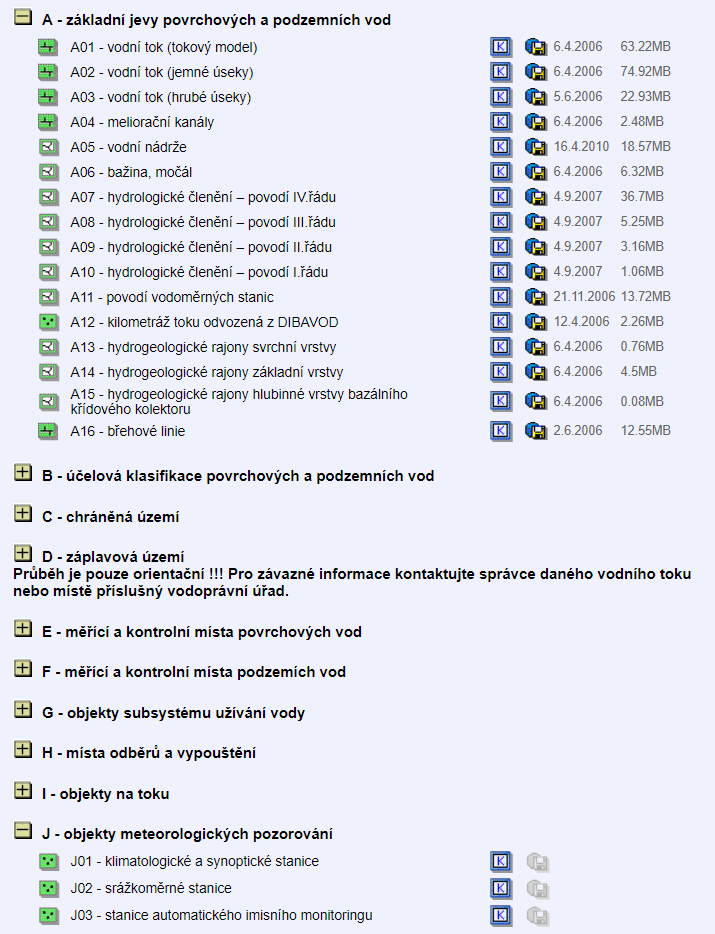 A - základní jevy povrchových a podzemních vod
A01 - vodní tok (tokový model) K 6.4.2006 63.22MB
A02 - vodní tok (jemné úseky) K 6.4.2006 74.92MB
A03 - vodní tok (hrubé úseky) K 5.6.2006 22.93MB
A04 - meliorační kanály K 6.4.2006 2.48MB
A05 - vodní nádrže K 16.4.2010 18.57MB
A06 - bažina, močál K 6.4.2006 6.32MB
A07 - hydrologické členění – povodí IV.řádu K 4.9.2007 36.7MB
A08 - hydrologické členění – povodí III.řádu K 4.9.2007 5.25MB
A09 - hydrologické členění – povodí II.řádu K 4.9.2007 3.16MB
A10 - hydrologické členění – povodí I.řádu K 4.9.2007 1.06MB
A11 - povodí vodoměrných stanic K 21.11.2006 13.72MB
A12 - kilometráž toku odvozená z DIBAVOD K 12.4.2006 2.26MB
A13 - hydrogeologické rajony svrchní vrstvy K 6.4.2006 0.76MB
A14 - hydrogeologické rajony základní vrstvy K 6.4.2006 4.5MB
A15 - hydrogeologické rajony hlubinné vrstvy bazálního
křídového kolektoru K 6.4.2006 0.08MB
A16 - břehové linie K 2.6.2006 12.55MB
B - účelová klasifikace povrchových a podzemních vod
C - chráněná území
D - záplavová území
Průběh je pouze orientační !!! Pro závazné informace kontaktujte správce daného vodního toku
nebo místě příslušný vodoprávní úřad.
E - měřící a kontrolní místa povrchových vod
F - měřící a kontrolní místa podzemích vod
G - objekty subsystému užívání vody
H - místa odběrů a vypouštění
I - objekty na toku
J - objekty meteorologických pozorování
J01 - klimatologické a synoptické stanice K
J02 - srážkoměrné stanice K
J03 - stanice automatického imisního monitoringu K